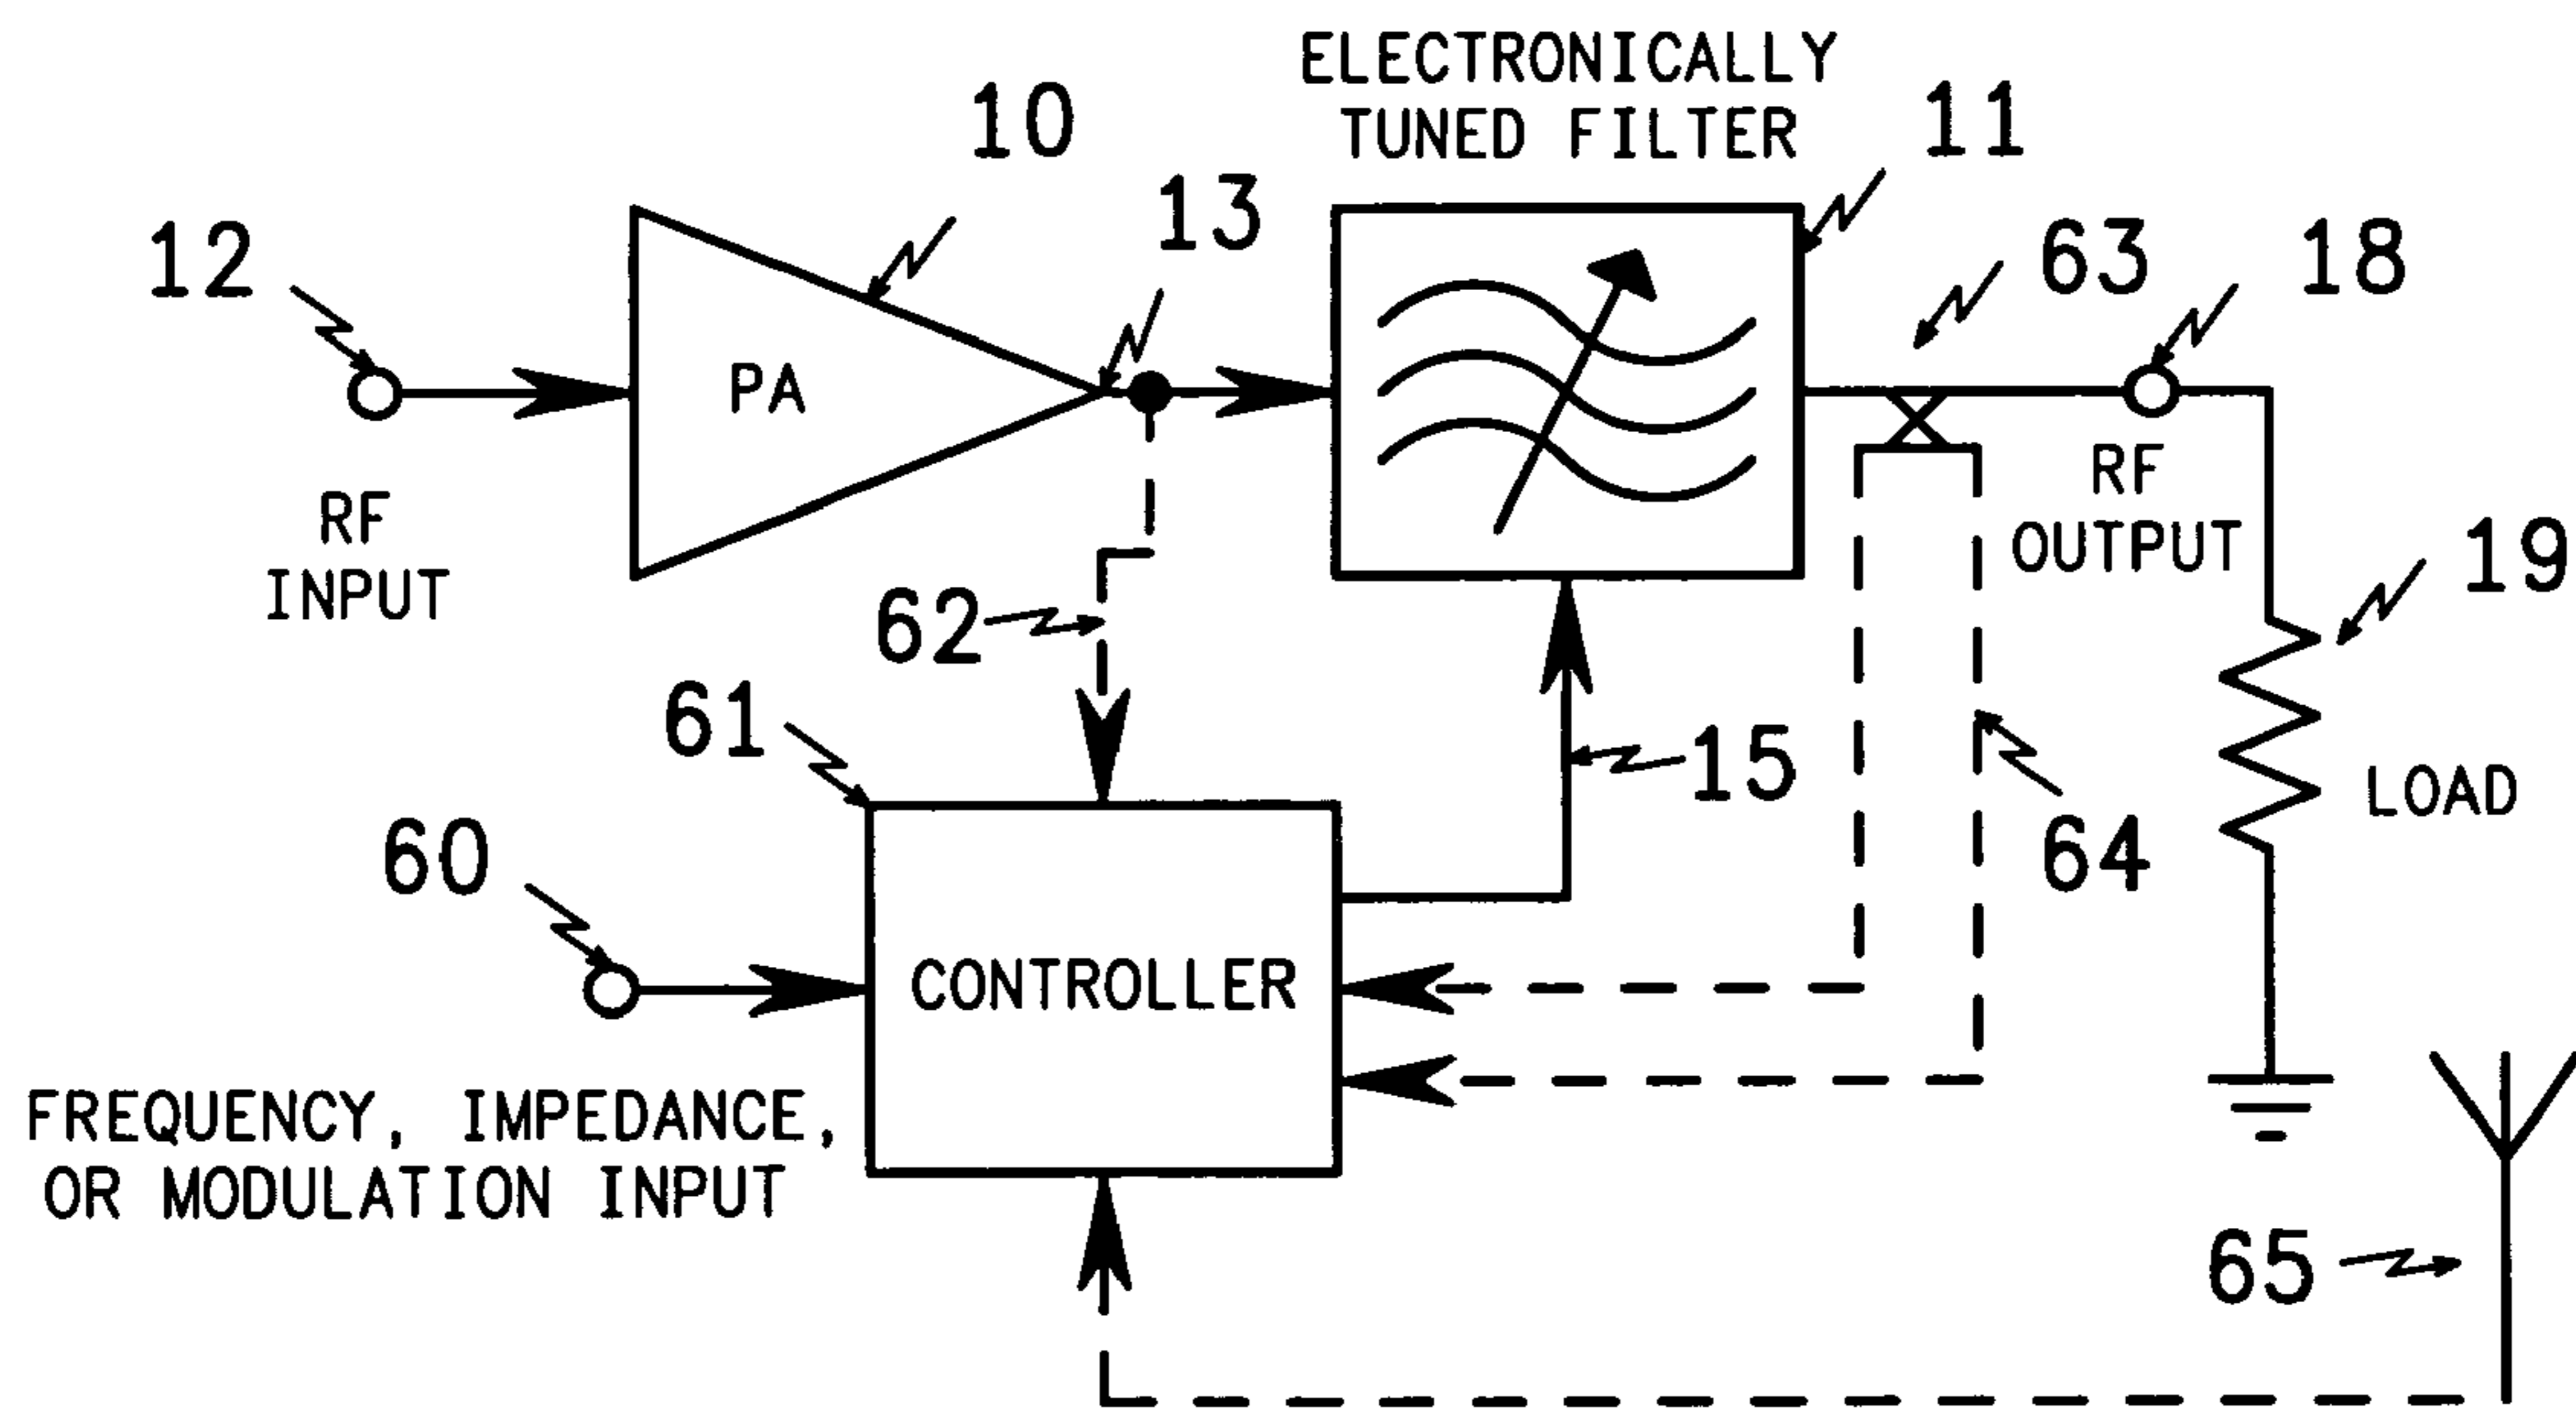 ELECTRONICALLY
TUNED FILTER
10
11
13
12
63
18
PA
RF
INPUT
RF
OUTPUT
19
62
61
15
LOAD
60
64
CONTROLLER
FREQUENCY, IMPEDANCE,
OR MODULATION INPUT
65